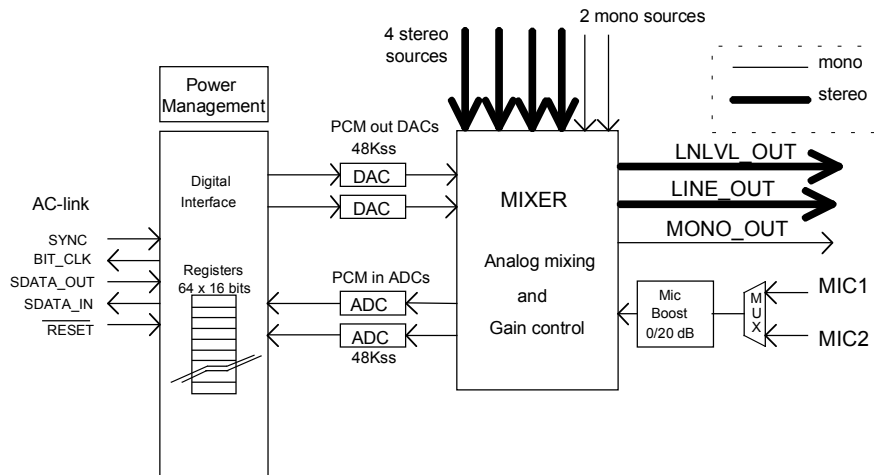 2 mono sources
4 stereo
sources
mono
stereo
Power
Management
PCM out DACs
48Kss
DAC
DAC
Digital
Interface
AC-link
SYNC
BIT_CLK
SDATA_OUT
SDATA_IN
RESET
Registers
64 x 16 bits
PCM in ADCs
ADC
ADC
48Kss
MIXER
Analog mixing
and
Gain control
LNLVL_OUT
LINE_OUT
MONO_OUT
Mic
Boost
0/20 dB
MUX
MIC1
MIC2